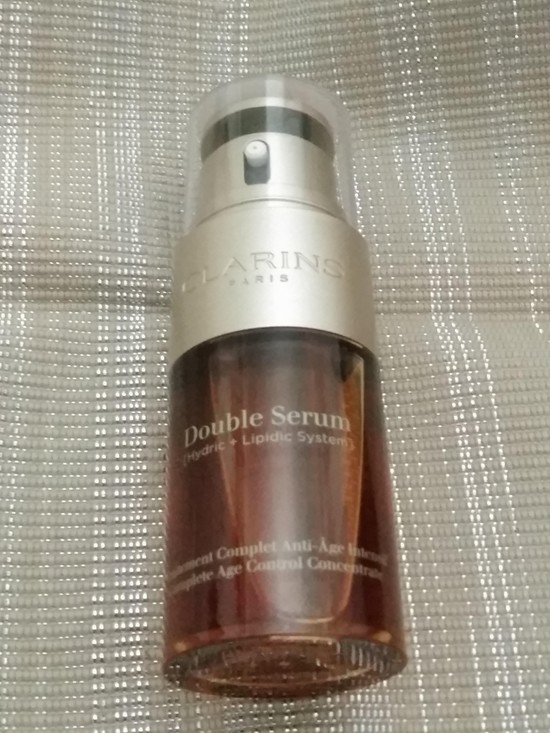 CLARINS
PARIS
Double Serum
[Hydric + Lipidic System]
Traitement Complet Anti-Âge Intensif
Complete Age Control Concentrate